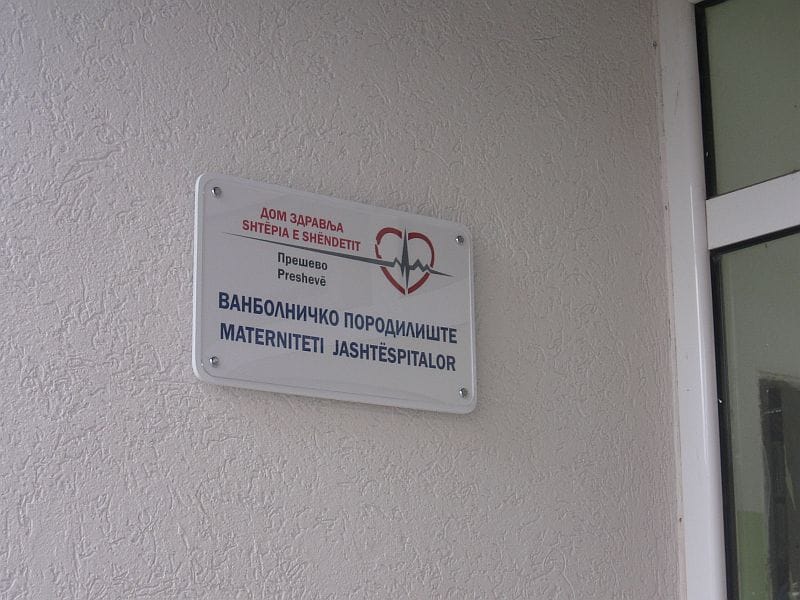 ДОМ ЗДРАВЉА
SHTËPIA E SHËNDETIT
Прешево
Preshevë
ВАНБОЛНИЧКО ПОРОДИЛИШТЕ
MATERNITETI JASHTËSPITALOR